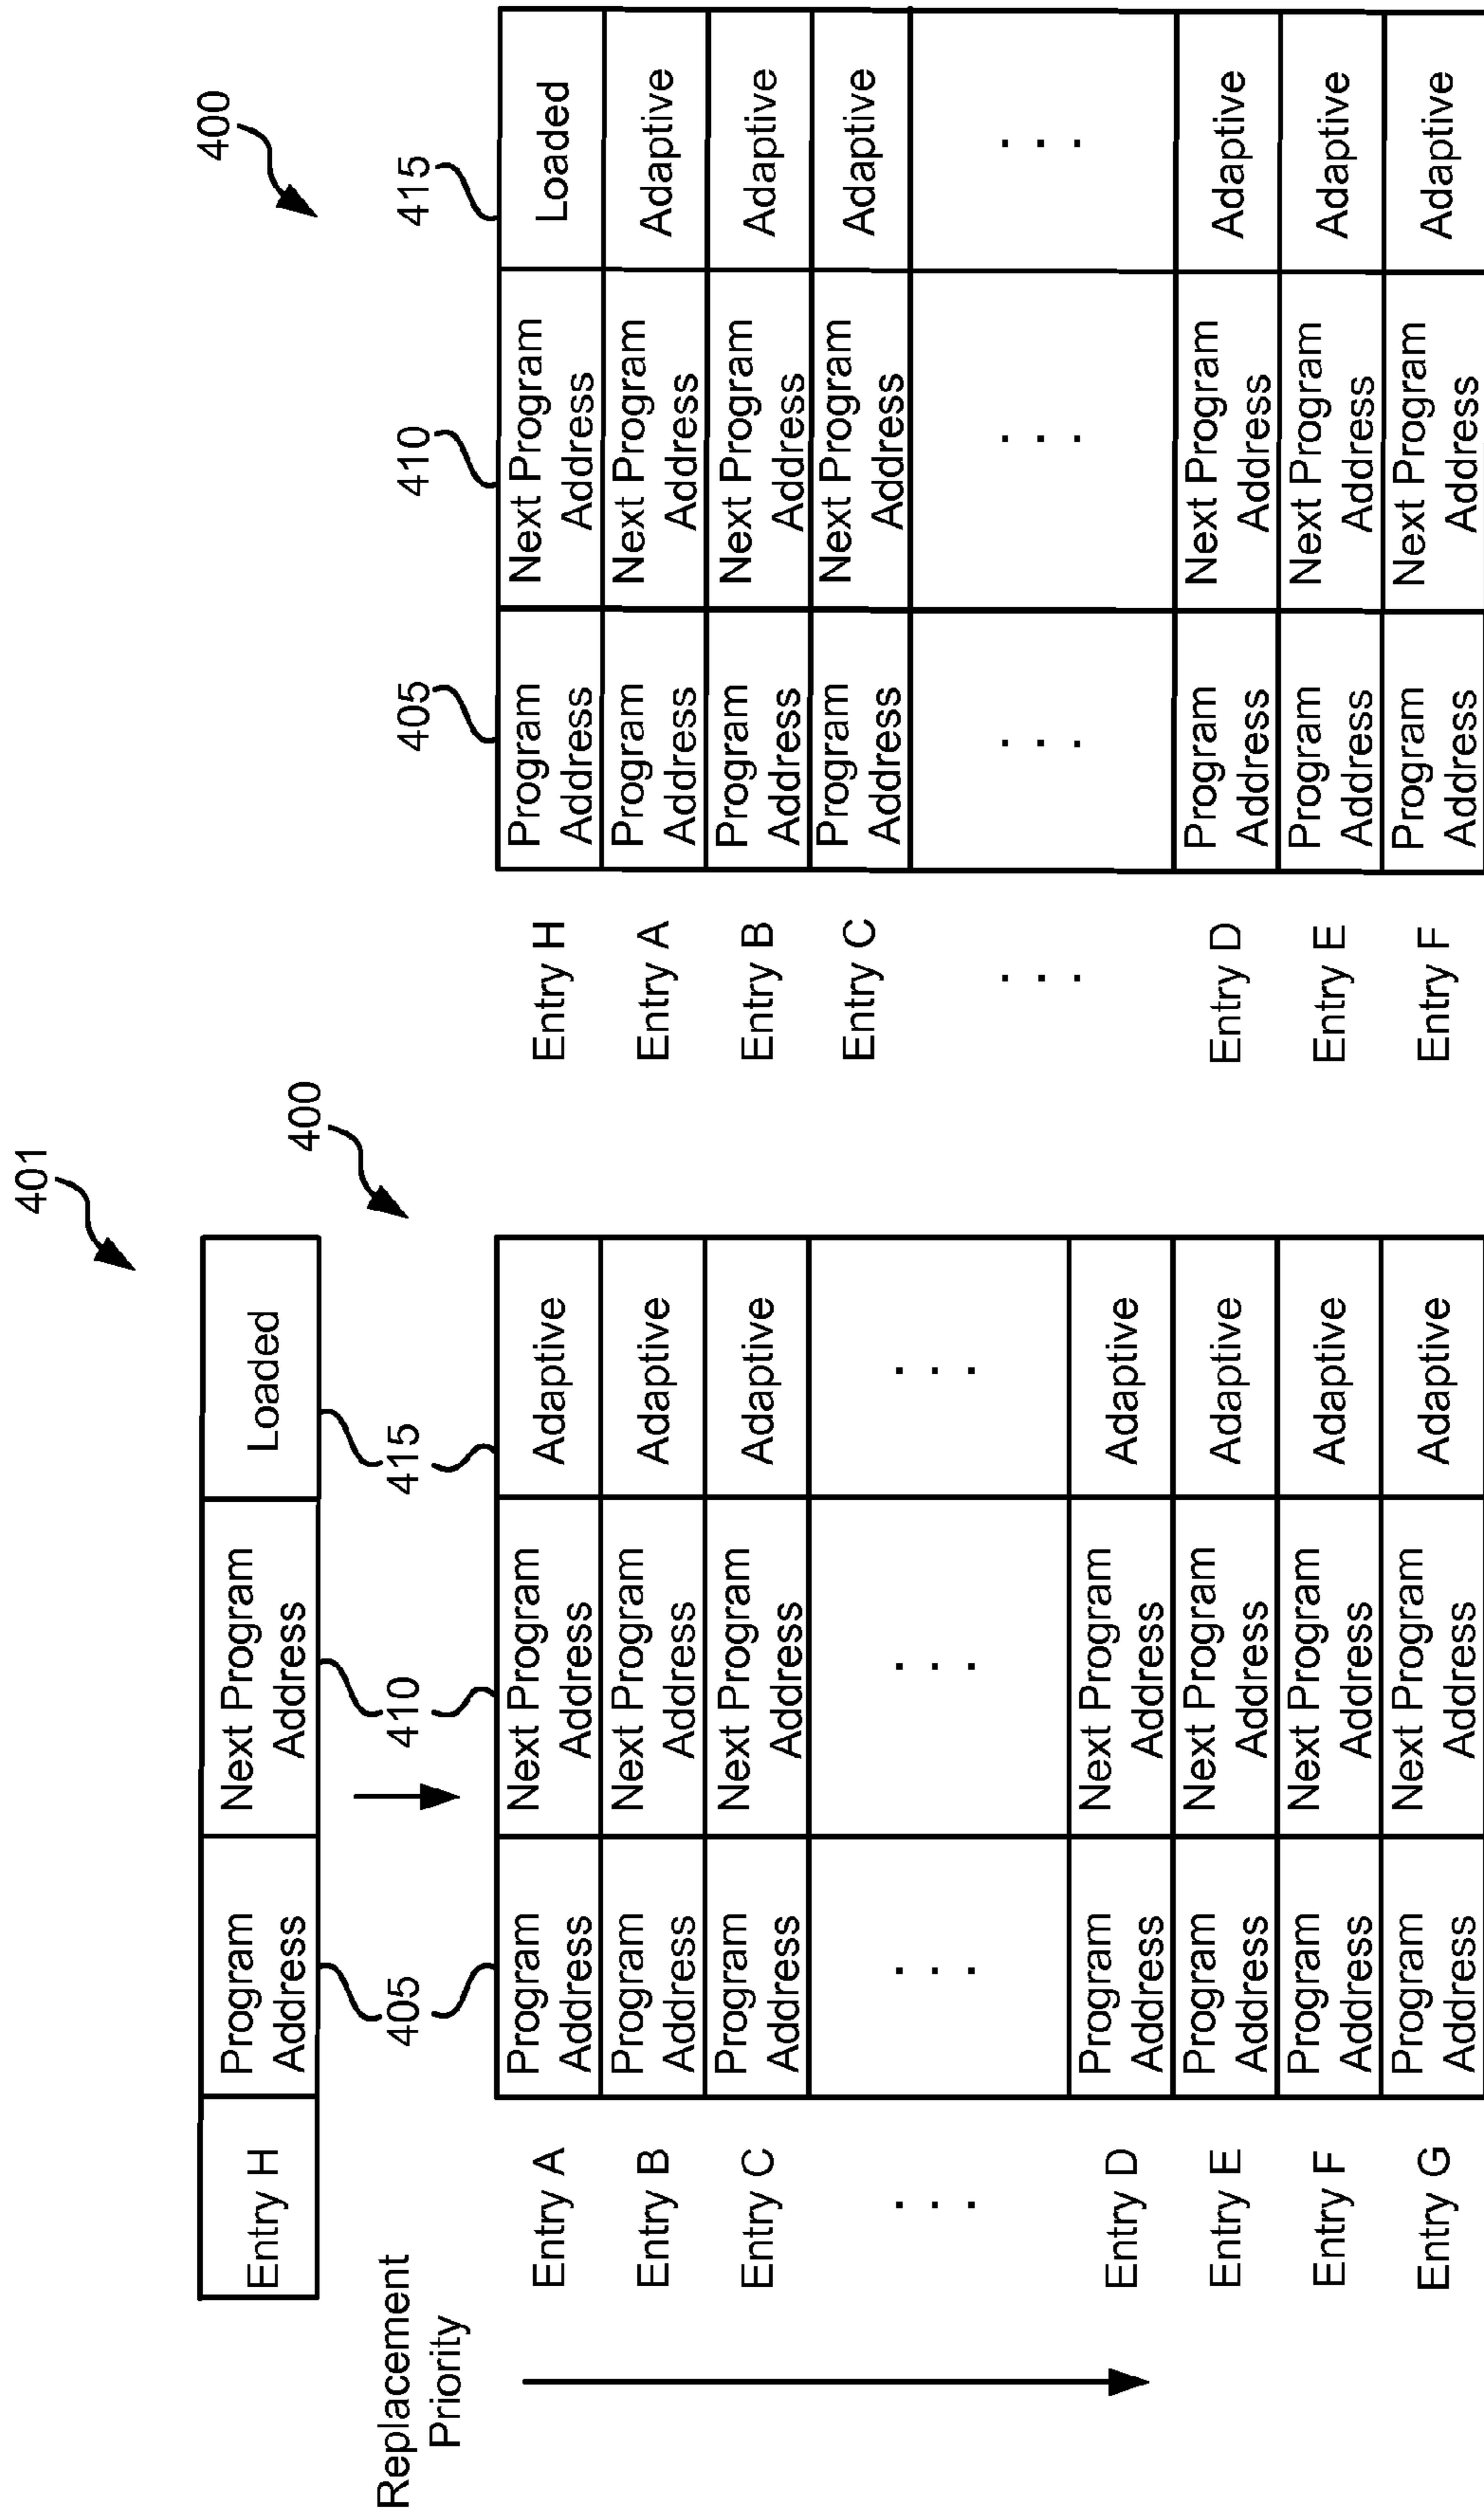 401
Entry H
Program Address
Next Program Address
Loaded
Replacement Priority
405
410
415
400
Entry A
Program Address
Next Program Address
Adaptive
Entry B
Program Address
Next Program Address
Adaptive
Entry C
Program Address
Next Program Address
Adaptive
. . .
. . .
. . .
. . .
Entry D
Program Address
Next Program Address
Adaptive
Entry E
Program Address
Next Program Address
Adaptive
Entry F
Program Address
Next Program Address
Adaptive
Entry G
Program Address
Next Program Address
Adaptive
400
405
410
415
Entry H
Program Address
Next Program Address
Loaded
Entry A
Program Address
Next Program Address
Adaptive
Entry B
Program Address
Next Program Address
Adaptive
Entry C
Program Address
Next Program Address
Adaptive
. . .
. . .
. . .
. . .
Entry D
Program Address
Next Program Address
Adaptive
Entry E
Program Address
Next Program Address
Adaptive
Entry F
Program Address
Next Program Address
Adaptive